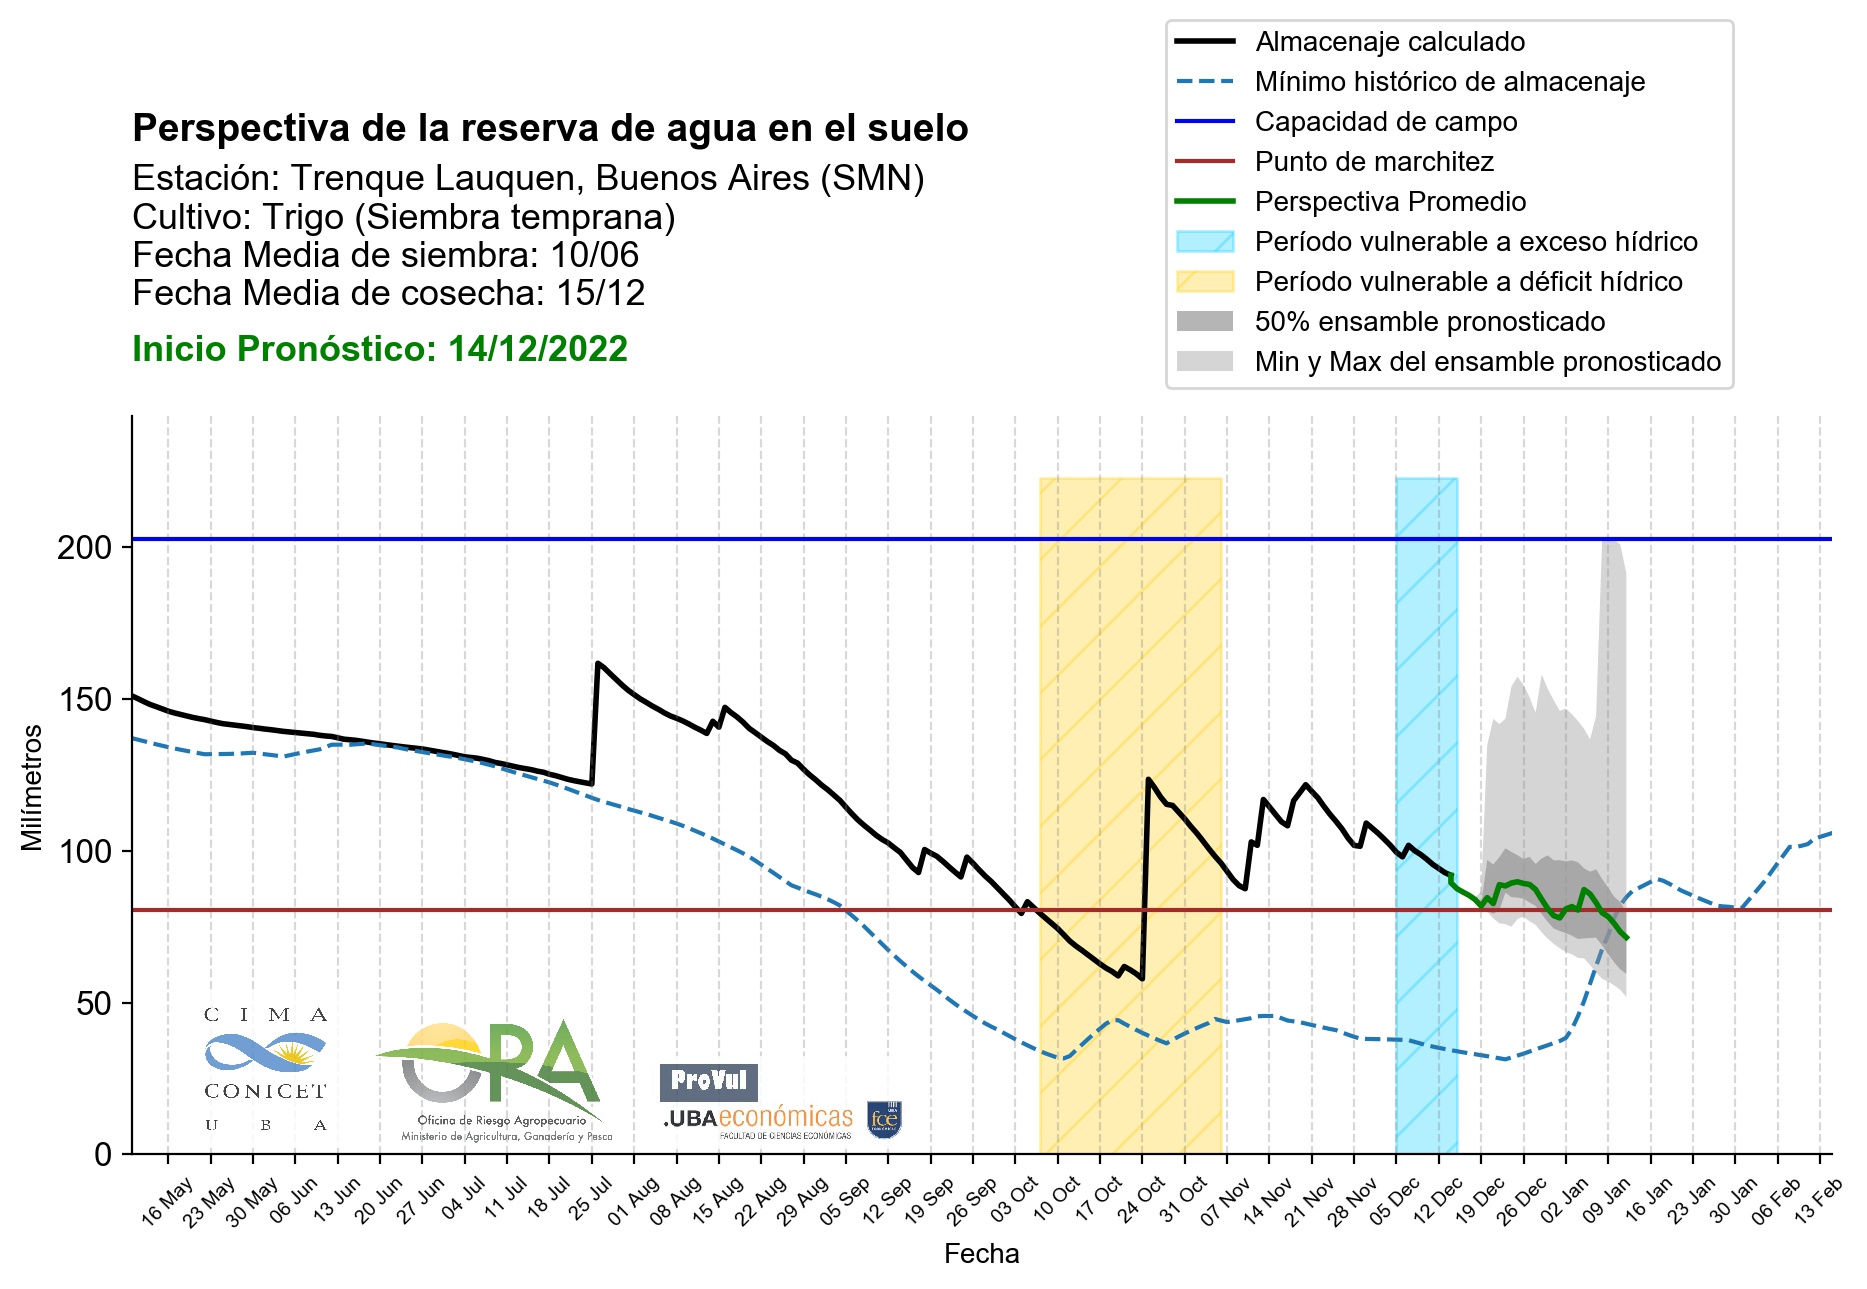 Almacenaje calculado
Mínimo histórico de almacenaje
Capacidad de campo
Punto de marchitez
Perspectiva Promedio
Período vulnerable a exceso hídrico
Período vulnerable a déficit hídrico
50% ensamble pronosticado
Min y Max del ensamble pronosticado
Perspectiva de la reserva de agua en el suelo
Estación: Trenque Lauquen, Buenos Aires (SMN)
Cultivo: Trigo (Siembra temprana)
Fecha Media de siembra: 10/06
Fecha Media de cosecha: 15/12
Inicio Pronóstico: 14/12/2022
Milímetros
200
150
100
50
0
C I M A
CONICET
U B A
ORA
Oficina de Riesgo Agropecuario
Ministerio de Agricultura, Ganadería y Pesca
ProVul
.UBAeconómicas
FACULTAD DE CIENCIAS ECONÓMICAS
UBA
fce
16 May 23 May 30 May 06 Jun 13 Jun 20 Jun 27 Jun 04 Jul 11 Jul 18 Jul 25 Jul 01 Aug 08 Aug 15 Aug 22 Aug 29 Aug 05 Sep 12 Sep 19 Sep 26 Sep 03 Oct 10 Oct 17 Oct 24 Oct 31 Oct 07 Nov 14 Nov 21 Nov 28 Nov 05 Dec 12 Dec 19 Dec 26 Dec 02 Jan 09 Jan 16 Jan 23 Jan 30 Jan 06 Feb 13 Feb
Fecha